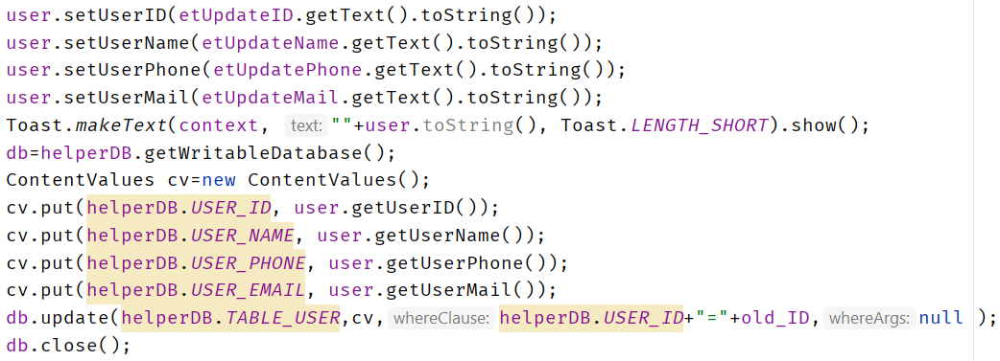 user.setUserID(etUpdateID.getText().toString());
user.setUserName(etUpdateName.getText().toString());
user.setUserPhone(etUpdatePhone.getText().toString());
user.setUserMail(etUpdateMail.getText().toString());
Toast.makeText(context, text: ""+user.toString(), Toast.LENGTH_SHORT).show();
db=helperDB.getWritableDatabase();
ContentValues cv=new ContentValues();
cv.put(helperDB.USER_ID, user.getUserID());
cv.put(helperDB.USER_NAME, user.getUserName());
cv.put(helperDB.USER_PHONE, user.getUserPhone());
cv.put(helperDB.USER_EMAIL, user.getUserMail());
db.update(helperDB.TABLE_USER,cv, whereClause: helperDB.USER_ID+"="+old_ID, whereArgs: null );
db.close();